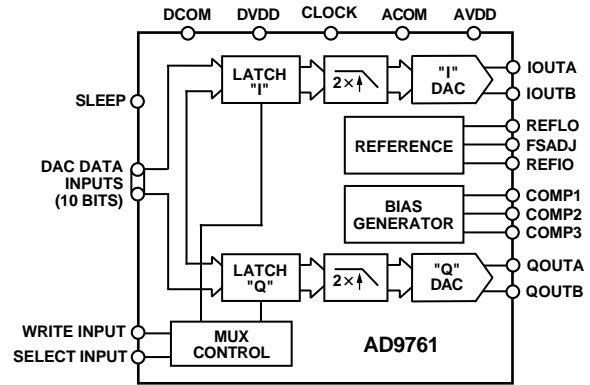 DCOM DVDD CLOCK ACOM AVDD
SLEEP
DAC DATA
INPUTS
(10 BITS)
WRITE INPUT
SELECT INPUT
LATCH
"I"
2×
"I"
DAC
REFERENCE
BIAS
GENERATOR
LATCH
"Q"
2×
"Q"
DAC
MUX
CONTROL
AD9761
IOUTA
IOUTB
REFLO
FSADJ
REFIO
COMP1
COMP2
COMP3
QOUTA
QOUTB